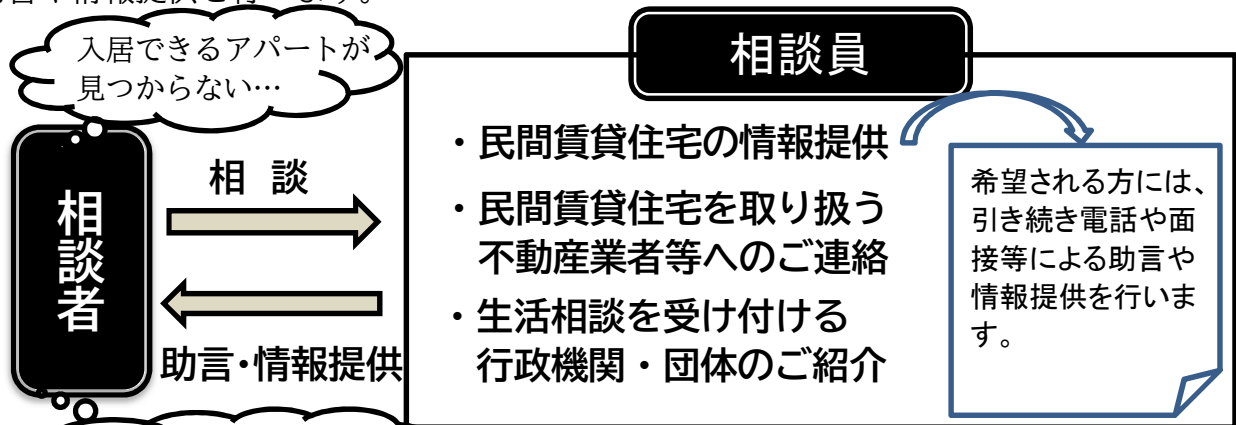 入居できるアパートが
見つからない…
相談者
相 談
助言・情報提供
相談員
・民間賃貸住宅の情報提供
・民間賃貸住宅を取り扱う
不動産業者等へのご連絡
・生活相談を受け付ける
行政機関・団体のご紹介
希望される方には、
引き続き電話や面
接等による助言や
情報提供を行いま
す。